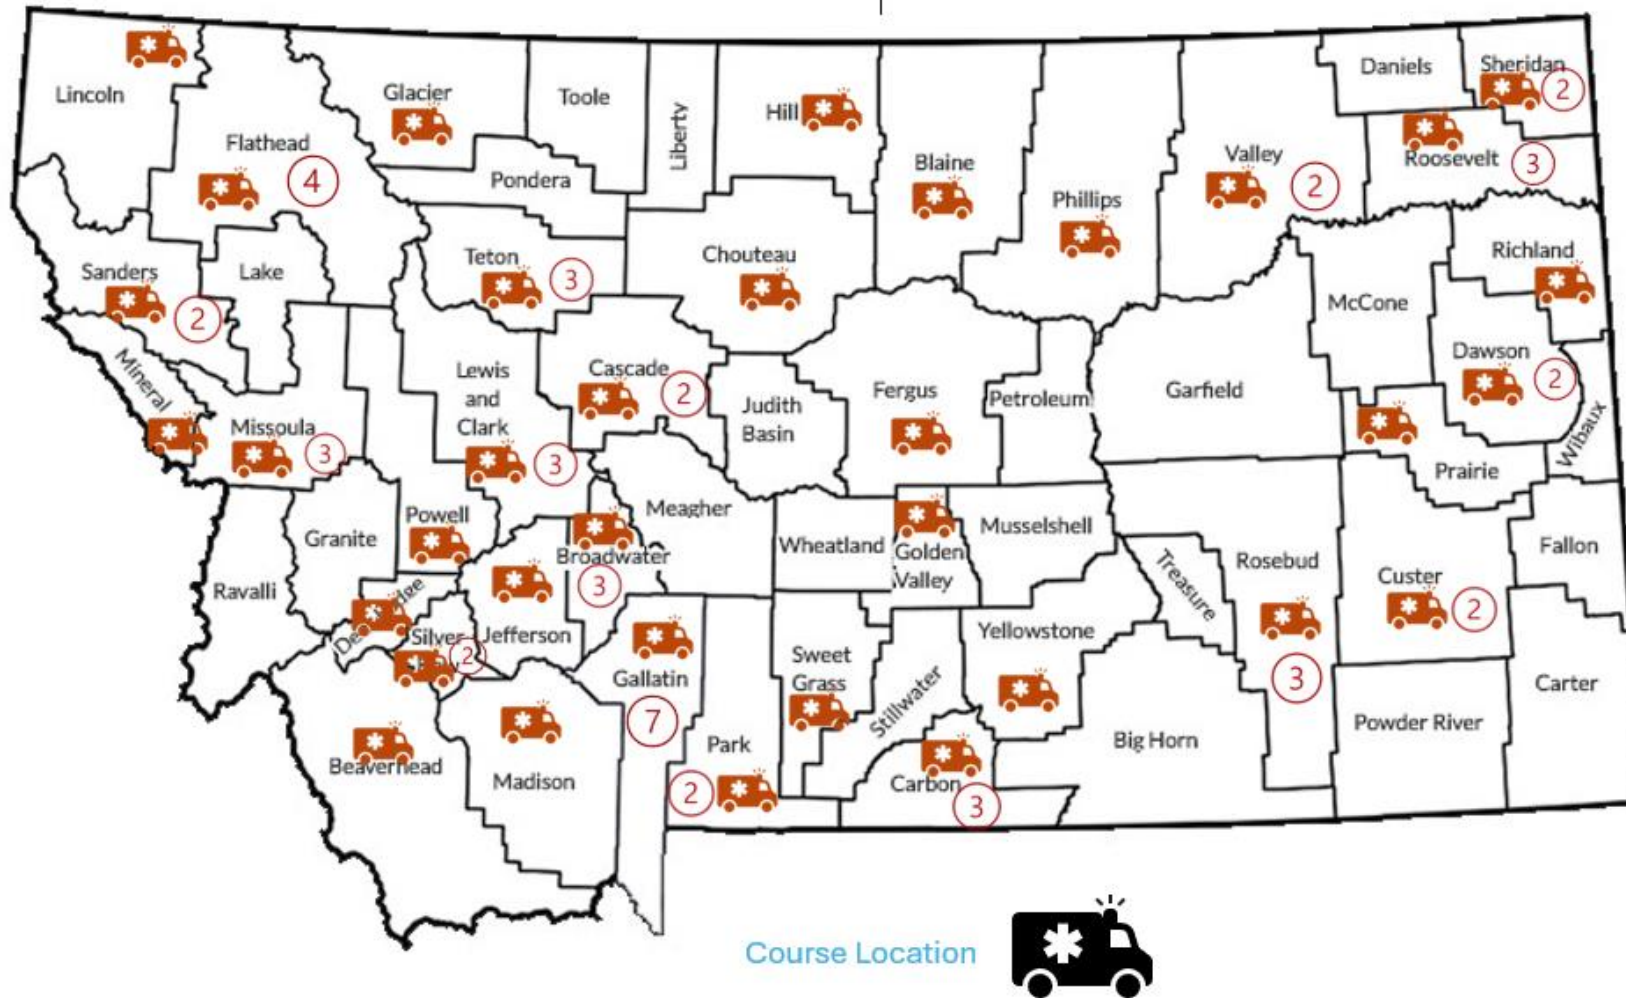 Lincoln
Glacier
Toole
Liberty
Hill
Daniels
Sheridan
2
Flathead
4
Pondera
Blaine
Phillips
Valley
2
Roosevelt
3
Sanders
2
Lake
Teton
3
Chouteau
McCone
Richland
Mineral
Missoula
3
Lewis
and
Clark
3
Cascade
2
Judith
Basin
Fergus
Petroleum
Garfield
Dawson
2
Wibaux
Prairie
Powell
Granite
Ravalli
Meagher
Broadwater
3
Wheatland
Golden
Valley
Musselshell
Treasure
Rosebud
3
Custer
2
Fallon
Silver
2
Jefferson
Gallatin
7
Sweet
Grass
Stillwater
Yellowstone
Beaverhead
Madison
Park
2
Carbon
3
Big Horn
Powder River
Carter
Course Location